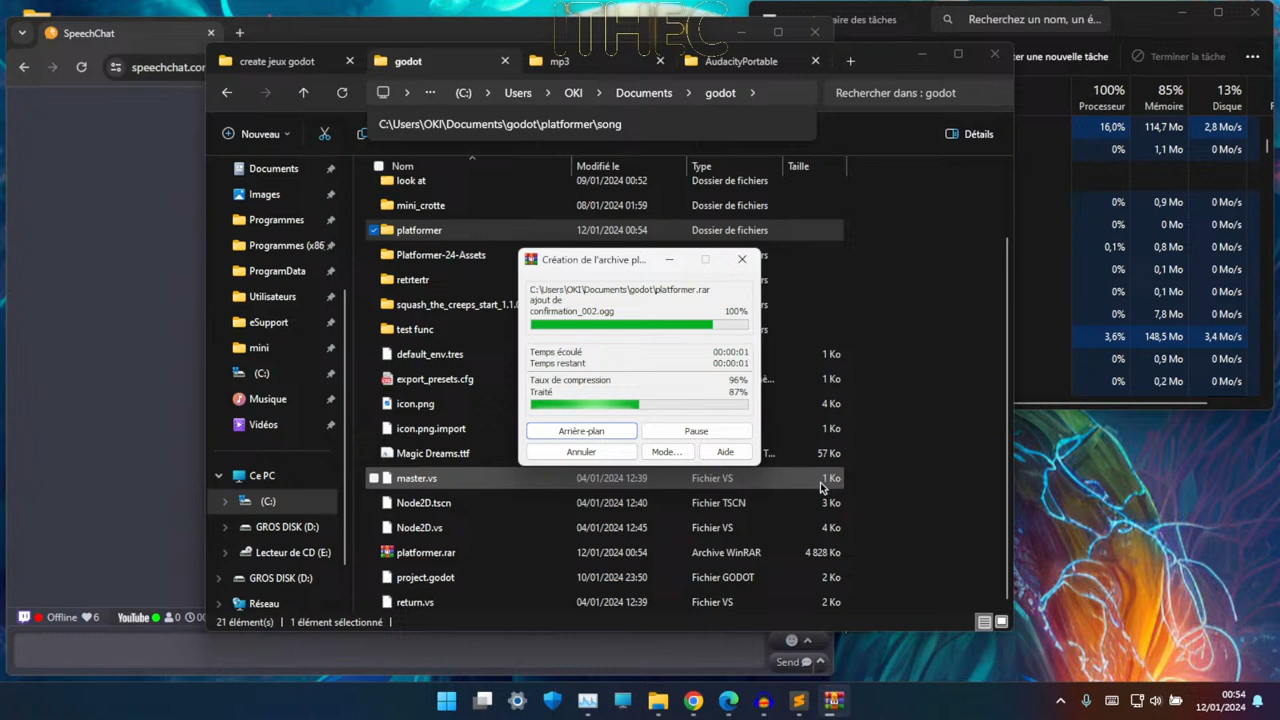 SpeechChat
speechchat.com
ITHEC
aire des tâches
Recherchez un nom, un é...
er une nouvelle tâche
Terminer la tâche
create jeux godot
godot
mp3
AudacityPortable
(C:)
Users
OKI
Documents
godot
Rechercher dans : godot
C:\Users\OKI\Documents\godot\platformer\song
Nouveau
Détails
100%
85%
13%
Processeur
Mémoire
Disque
16,0%
114,7 Mo
2,8 Mo/s
0%
1,1 Mo
0 Mo/s
0%
0,9 Mo
0 Mo/s
0%
0 Mo
0 Mo/s
0,1%
0,8 Mo
0 Mo/s
0%
0,1 Mo
0 Mo/s
0%
7,8 Mo
0 Mo/s
3,6%
148,5 Mo
3,4 Mo/s
0%
0,9 Mo
0 Mo/s
0%
0,2 Mo
0 Mo/s
Documents
Images
Programmes
Programmes (x86
ProgramData
Utilisateurs
eSupport
mini
(C:)
Musique
Vidéos
Ce PC
(C:)
GROS DISK (D:)
Lecteur de CD (E:)
GROS DISK (D:)
Réseau
Nom
Modifié le
Type
Taille
look at
09/01/2024 00:52
Dossier de fichiers
mini_crotte
08/01/2024 01:59
Dossier de fichiers
platformer
12/01/2024 00:54
Dossier de fichiers
Platformer-24-Assets
retrtertr
squash_the_creeps_start_1.1.0
test func
default_env.tres
1 Ko
export_presets.cfg
1 Ko
icon.png
4 Ko
icon.png.import
1 Ko
Magic Dreams.ttf
57 Ko
master.vs
04/01/2024 12:39
Fichier VS
1 Ko
Node2D.tscn
04/01/2024 12:40
Fichier TSCN
3 Ko
Node2D.vs
04/01/2024 12:45
Fichier VS
4 Ko
platformer.rar
12/01/2024 00:54
Archive WinRAR
4 828 Ko
project.godot
10/01/2024 23:50
Fichier GODOT
2 Ko
return.vs
04/01/2024 12:39
Fichier VS
2 Ko
Création de l'archive pl...
C:\Users\OKI\Documents\godot\platformer.rar
ajout de
confirmation_002.ogg
100%
Temps écoulé
00:00:01
Temps restant
00:00:01
Taux de compression
96%
Traité
87%
Arrière-plan
Pause
Annuler
Mode...
Aide
21 élément(s)
1 élément sélectionné
Offline
6
YouTube
0
Send
00:54
12/01/2024